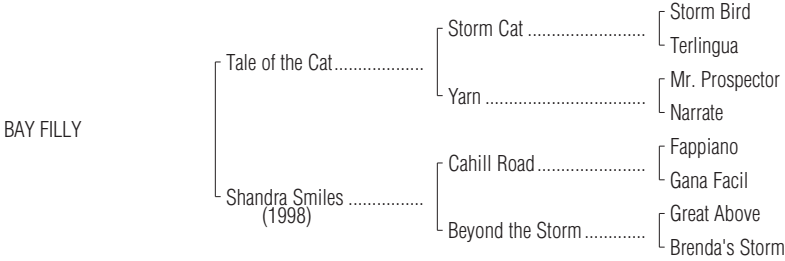 Storm Bird
Storm Cat ........................
Terlingua
Tale of the Cat...................
Mr. Prospector
Yarn .................................
Narrate
BAY FILLY
Fappiano
Cahill Road.......................
Gana Facil
Shandra Smiles ................
(1998)
Great Above
Beyond the Storm.............
Brenda's Storm